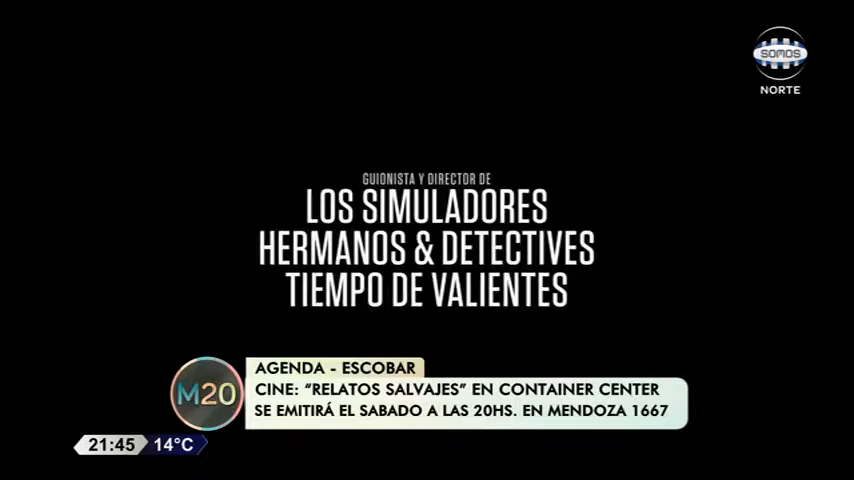 SOMOS
NORTE
GUIONISTA Y DIRECTOR DE
LOS SIMULADORES
HERMANOS & DETECTIVES
TIEMPO DE VALIENTES
M20
AGENDA - ESCOBAR
CINE: “RELATOS SALVAJES” EN CONTAINER CENTER
SE EMITIRÁ EL SABADO A LAS 20HS. EN MENDOZA 1667
21:45 14°C